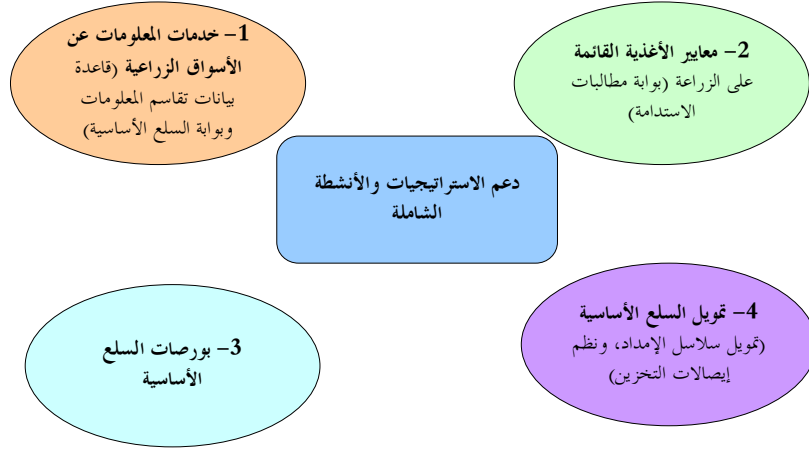 1- خدمات المعلومات عن
الأسواق الزراعية (قاعدة
بيانات تقاسم المعلومات
وبوابة السلع الأساسية)
2- معايير الأغذية القائمة
على الزراعة (بوابة مطالبات
الاستدامة)
دعم الاستراتيجيات والأنشطة
الشاملة
3- بورصات السلع
الأساسية
4- تمويل السلع الأساسية
(تمويل سلاسل الإمداد، ونظم
إيصالات التخزين)